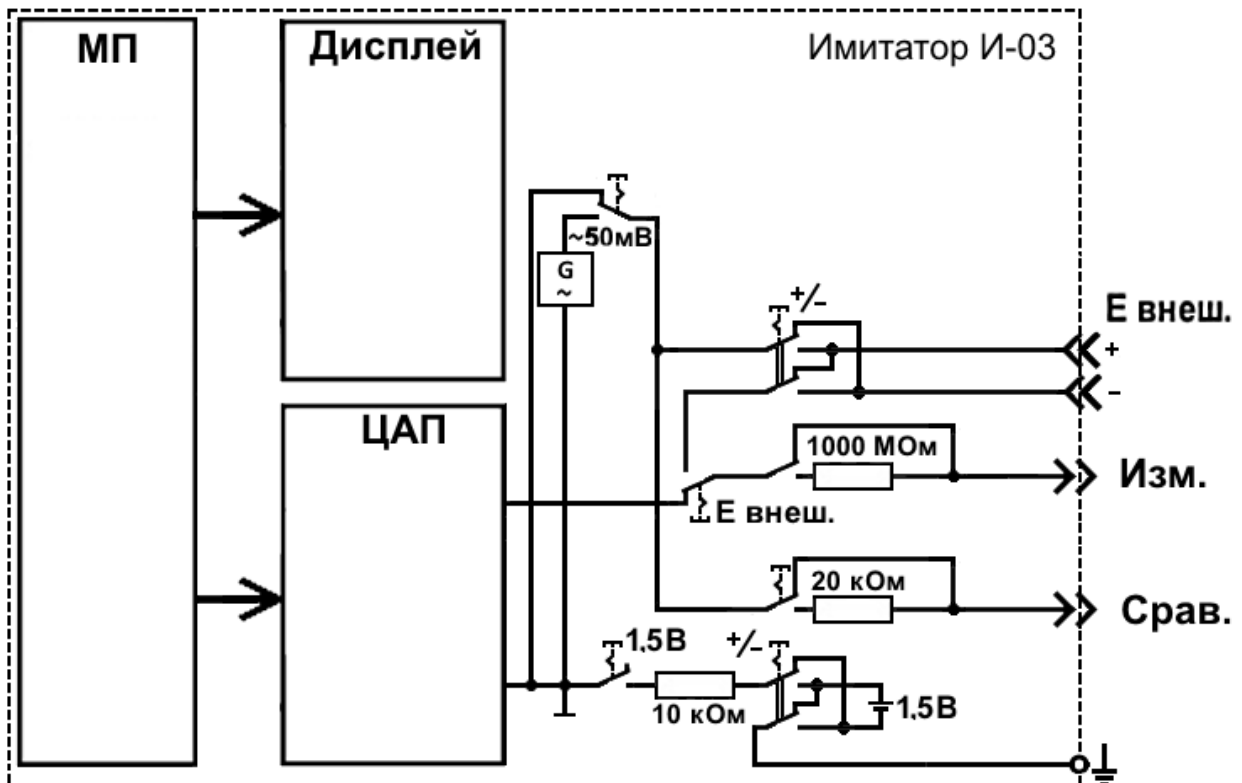 МП
Дисплей
Имитатор И-03
~50мВ
G
~
+/-
Е внеш.
+
-
ЦАП
1000 МОм
Изм.
Е внеш.
20 кОм
Срав.
1,5В
+/-
10 кОм
1,5В